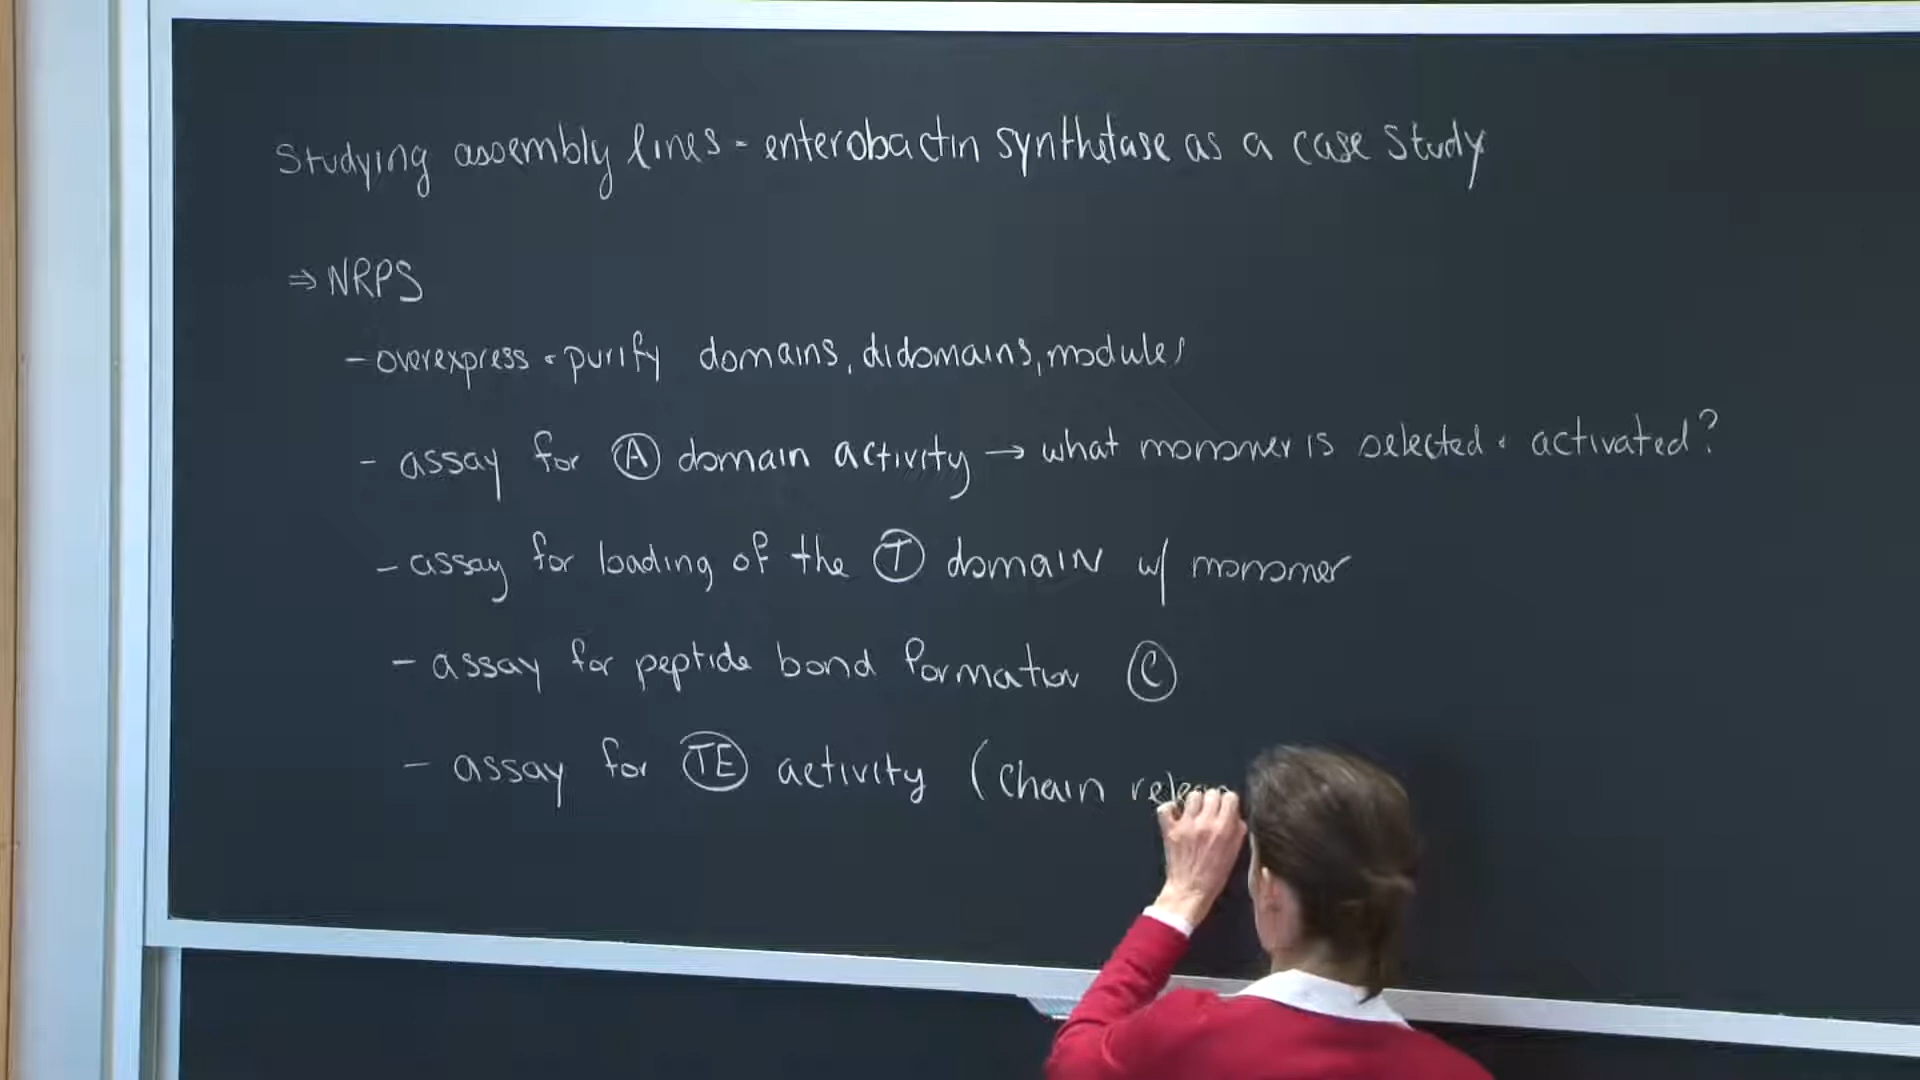 Studying assembly lines - enterobactin synthetase as a case study
⇒ NRPS
- overexpress + purify domains, didomains, modules
- assay for Ⓐ domain activity → what monomer is selected + activated?
- assay for loading of the Ⓣ domain w/ monomer
- assay for peptide bond formation Ⓒ
- assay for (TE) activity (chain